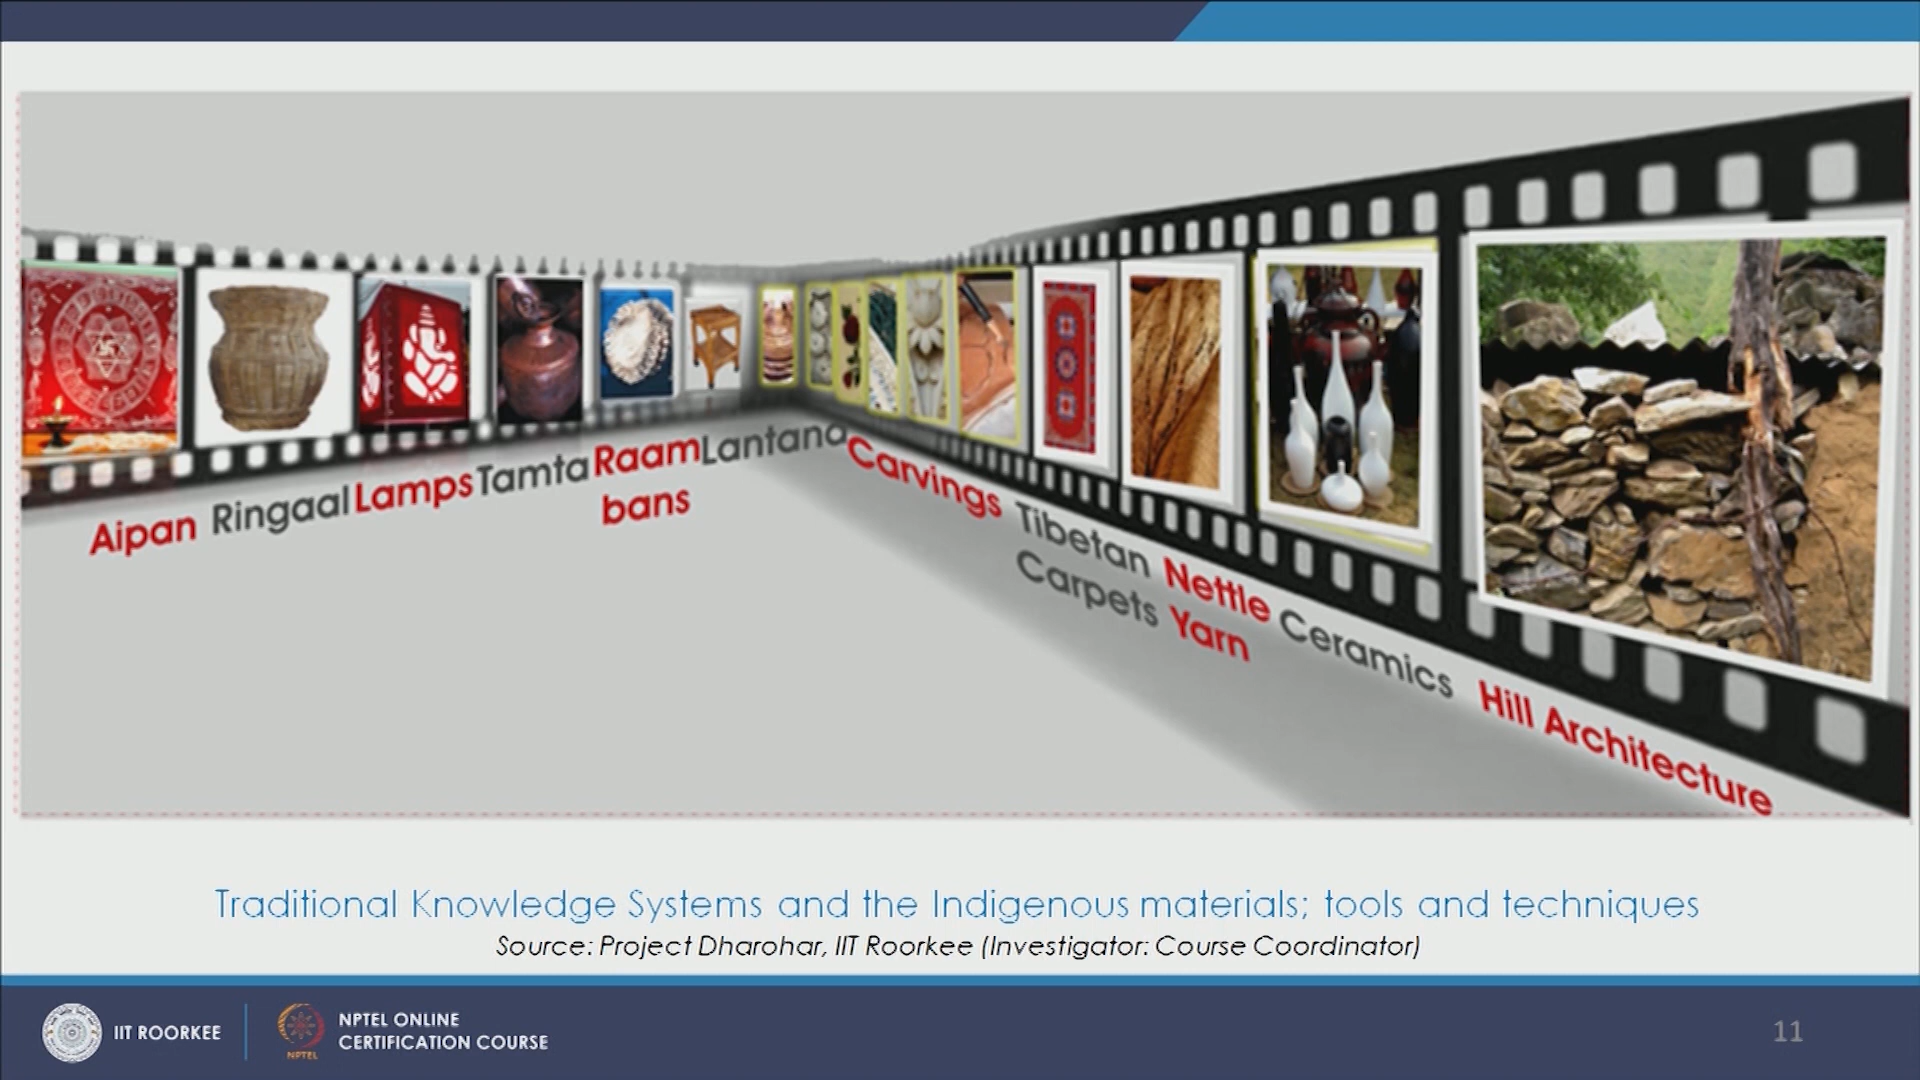 Aipan Ringaal Lamps Tamta Raam bans Lantana Carvings Tibetan Carpets Nettle Yarn Ceramics Hill Architecture
Traditional Knowledge Systems and the Indigenous materials; tools and techniques
Source: Project Dharohar, IIT Roorkee (Investigator: Course Coordinator)
IIT ROORKEE
NPTEL
NPTEL ONLINE
CERTIFICATION COURSE
11